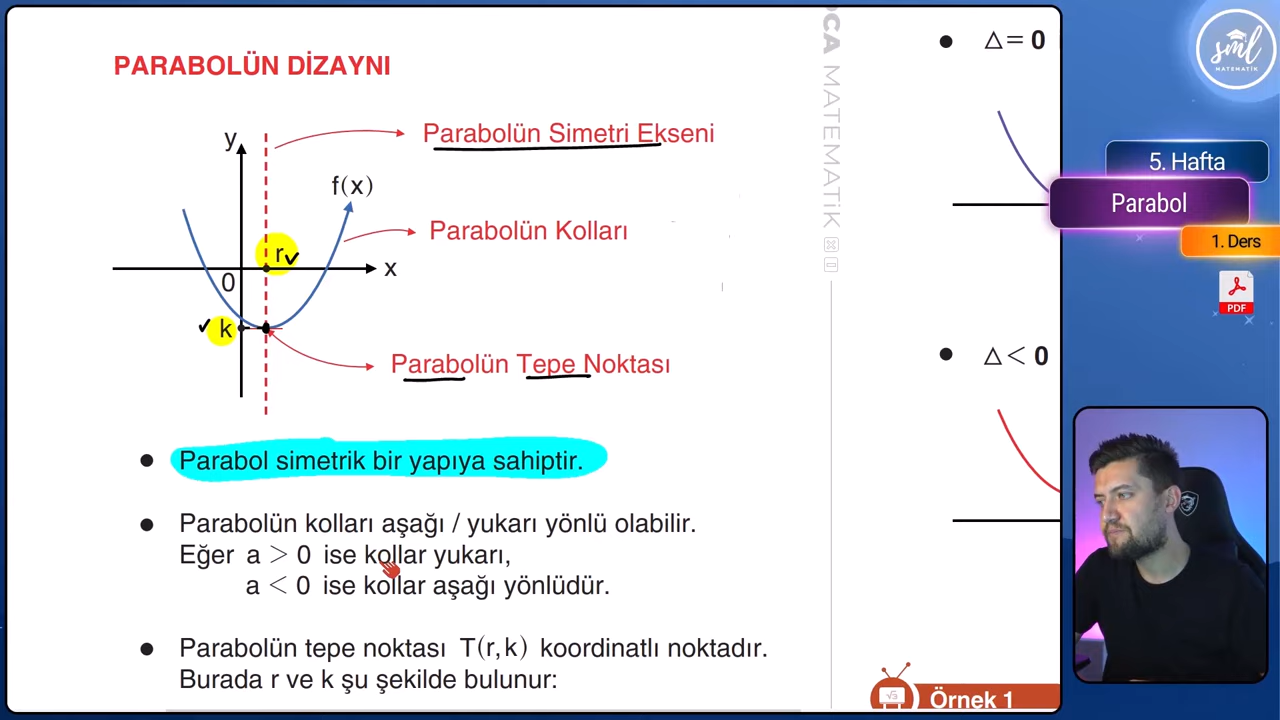 PARABOLÜN DİZAYNI
y
Parabolün Simetri Ekseni
f(x)
Parabolün Kolları
r
x
0
k
Parabolün Tepe Noktası
● Parabol simetrik bir yapıya sahiptir.
● Parabolün kolları aşağı / yukarı yönlü olabilir.
Eğer a > 0 ise kollar yukarı,
a < 0 ise kollar aşağı yönlüdür.
● Parabolün tepe noktası T(r,k) koordinatlı noktadır.
Burada r ve k şu şekilde bulunur:
OCA MATEMATİK
● △= 0
● △< 0
√3
Örnek 1
sml
MATEMATİK
5. Hafta
Parabol
1. Ders
PDF